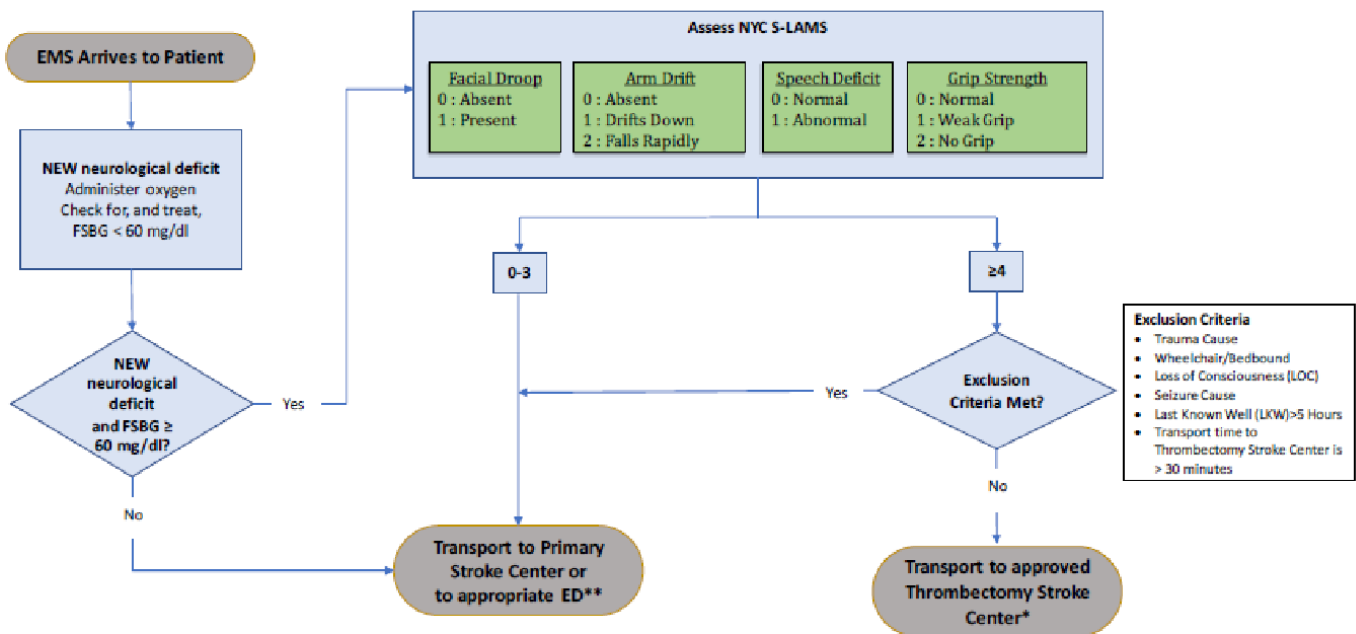 EMS Arrives to Patient
NEW neurological deficit
Administer oxygen
Check for, and treat,
FSBG < 60 mg/dl
NEW
neurological
deficit
and FSBG ≥
60 mg/dl?
Yes
No
Assess NYC S-LAMS
Facial Droop
0 : Absent
1 : Present
Arm Drift
0 : Absent
1 : Drifts Down
2 : Falls Rapidly
Speech Deficit
0 : Normal
1 : Abnormal
Grip Strength
0 : Normal
1 : Weak Grip
2 : No Grip
0-3
≥4
Exclusion
Criteria Met?
Yes
No
Exclusion Criteria
• Trauma Cause
• Wheelchair/Bedbound
• Loss of Consciousness (LOC)
• Seizure Cause
• Last Known Well (LKW)>5 Hours
• Transport time to
Thrombectomy Stroke Center is
> 30 minutes
Transport to Primary
Stroke Center or
to appropriate ED**
Transport to approved
Thrombectomy Stroke
Center*